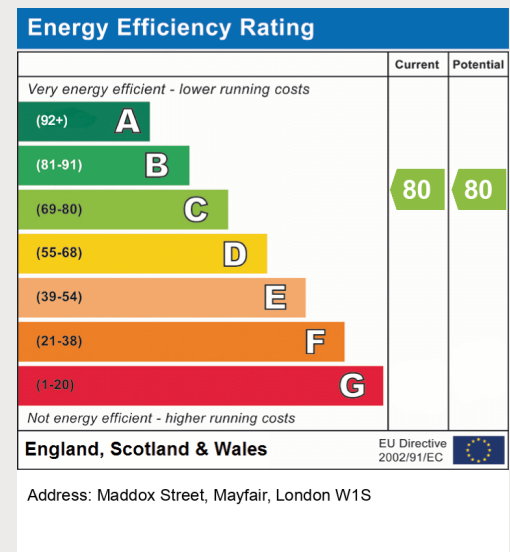 Energy Efficiency Rating
Current Potential
Very energy efficient - lower running costs
(92+) A
(81-91) B
80 80
(69-80) C
(55-68) D
(39-54) E
(21-38) F
(1-20) G
Not energy efficient - higher running costs
England, Scotland & Wales
EU Directive
2002/91/EC
Address: Maddox Street, Mayfair, London W1S